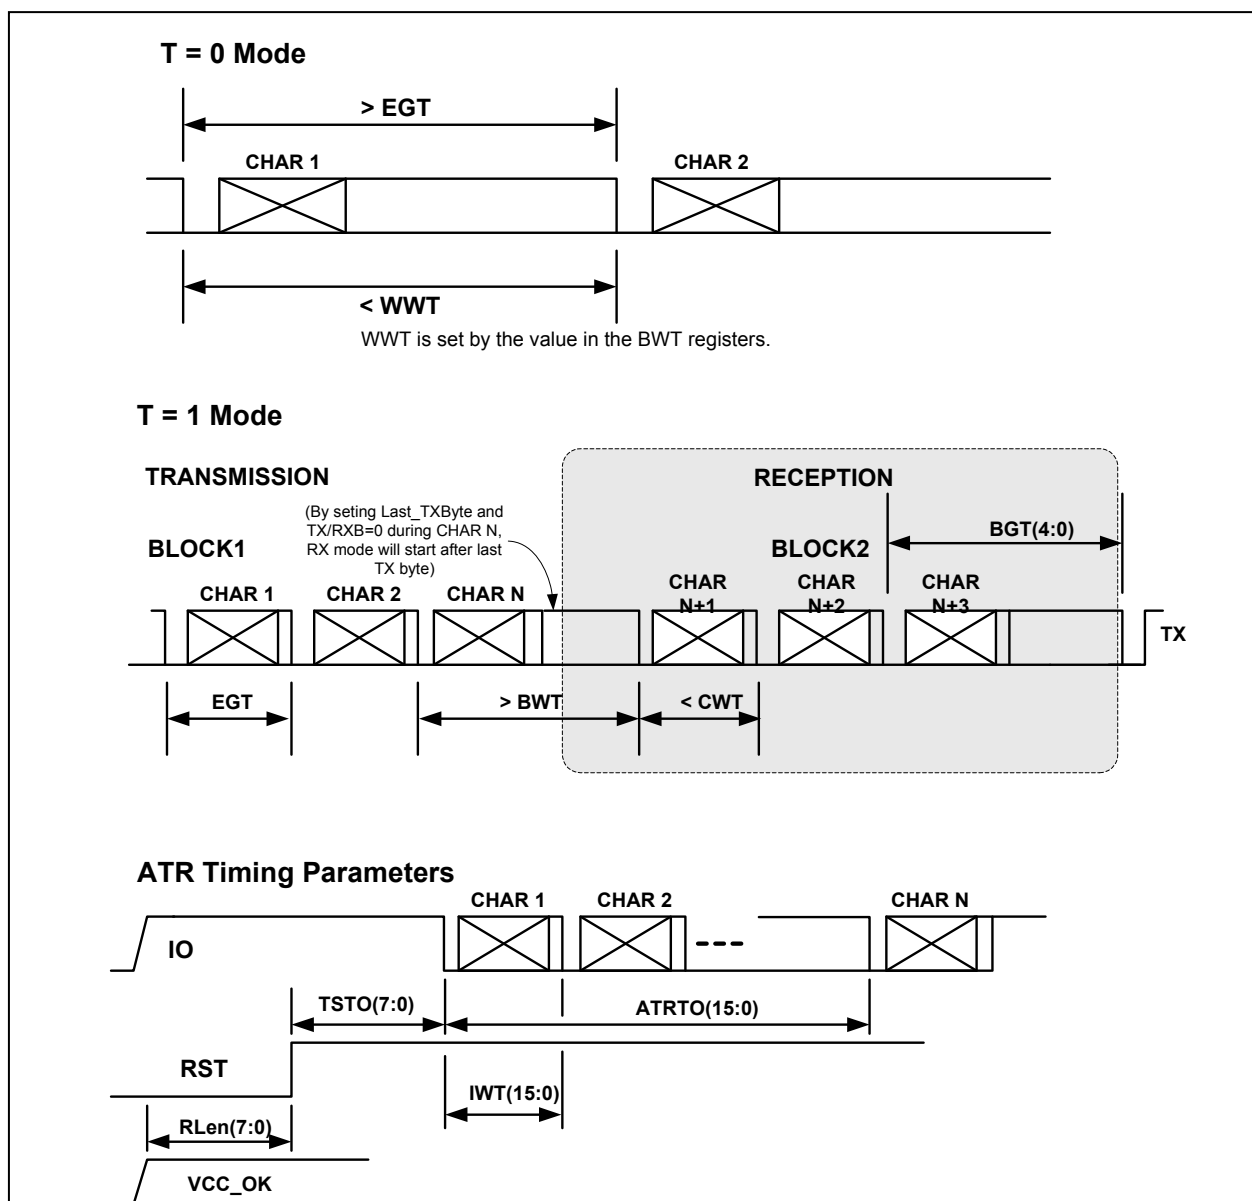 T = 0 Mode
> EGT
CHAR 1
CHAR 2
< WWT
WWT is set by the value in the BWT registers.
T = 1 Mode
TRANSMISSION
RECEPTION
(By seting Last_TXByte and
TX/RXB=0 during CHAR N,
RX mode will start after last
TX byte)
BGT(4:0)
BLOCK1
BLOCK2
CHAR 1
CHAR 2
CHAR N
CHAR
N+1
CHAR
N+2
CHAR
N+3
TX
EGT
> BWT
< CWT
ATR Timing Parameters
CHAR 1
CHAR 2
CHAR N
IO
TSTO(7:0)
ATRTO(15:0)
RST
IWT(15:0)
RLen(7:0)
VCC_OK